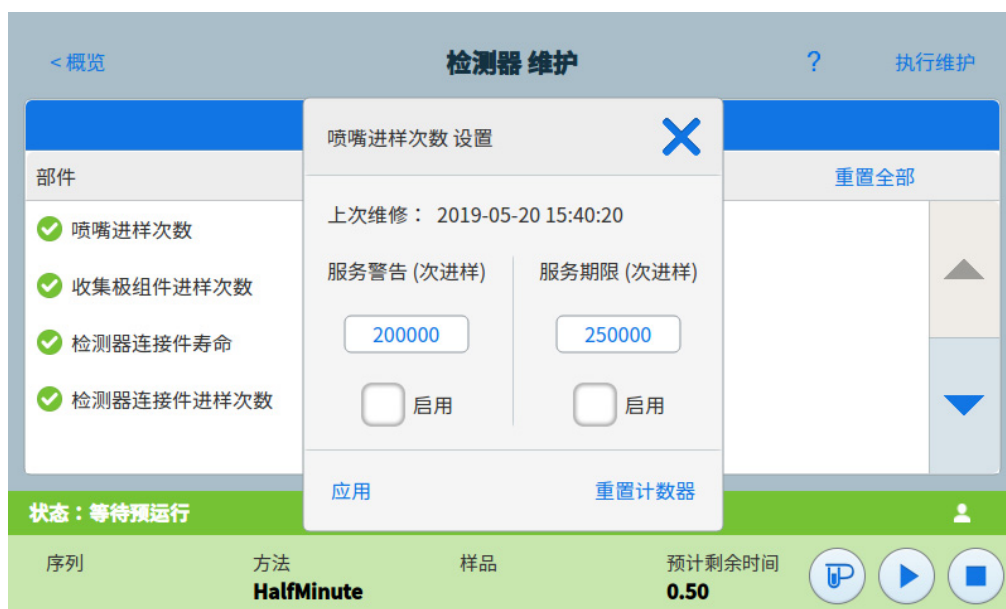 < 概览 检测器 维护 ? 执行维护
喷嘴进样次数 设置
部件 重置全部
上次维修： 2019-05-20 15:40:20
喷嘴进样次数
服务警告 (次进样) 服务期限 (次进样)
收集极组件进样次数
200000 250000
检测器连接件寿命
检测器连接件进样次数
启用 启用
应用 重置计数器
状态：等待预运行
序列 方法 样品 预计剩余时间
HalfMinute 0.50